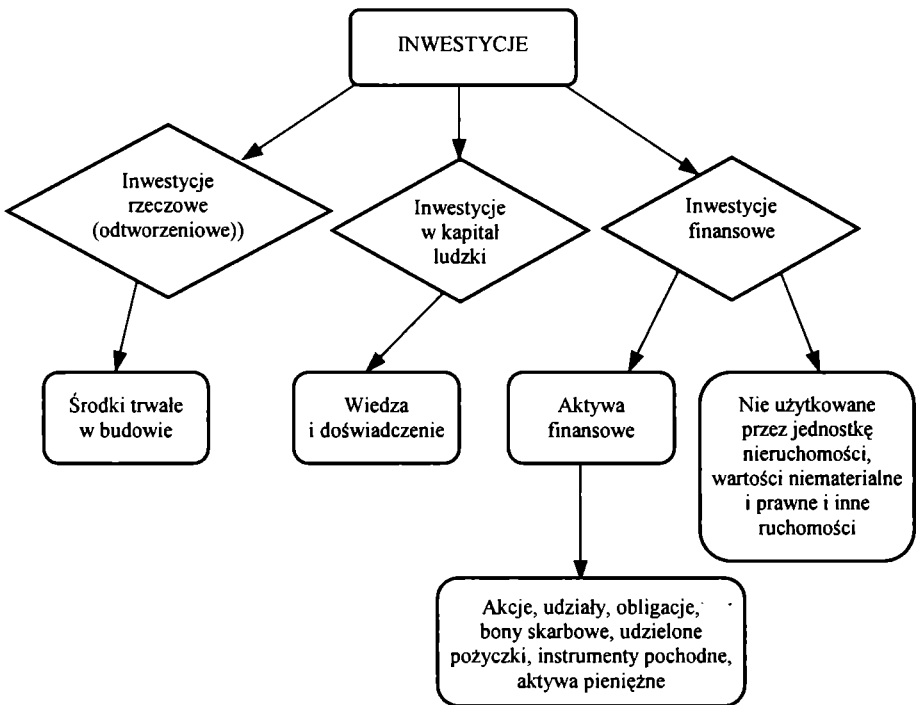 INWESTYCJE
Inwestycje
rzeczowe
(odtworzeniowe))
Inwestycje
w kapitał
ludzki
Inwestycje
finansowe
Środki trwałe
w budowie
Wiedza
i doświadczenie
Aktywa
finansowe
Nie użytkowane
przez jednostkę
nieruchomości,
wartości niematerialne
i prawne i inne
ruchomości
Akcje, udziały, obligacje,
bony skarbowe, udzielone
pożyczki, instrumenty pochodne,
aktywa pieniężne